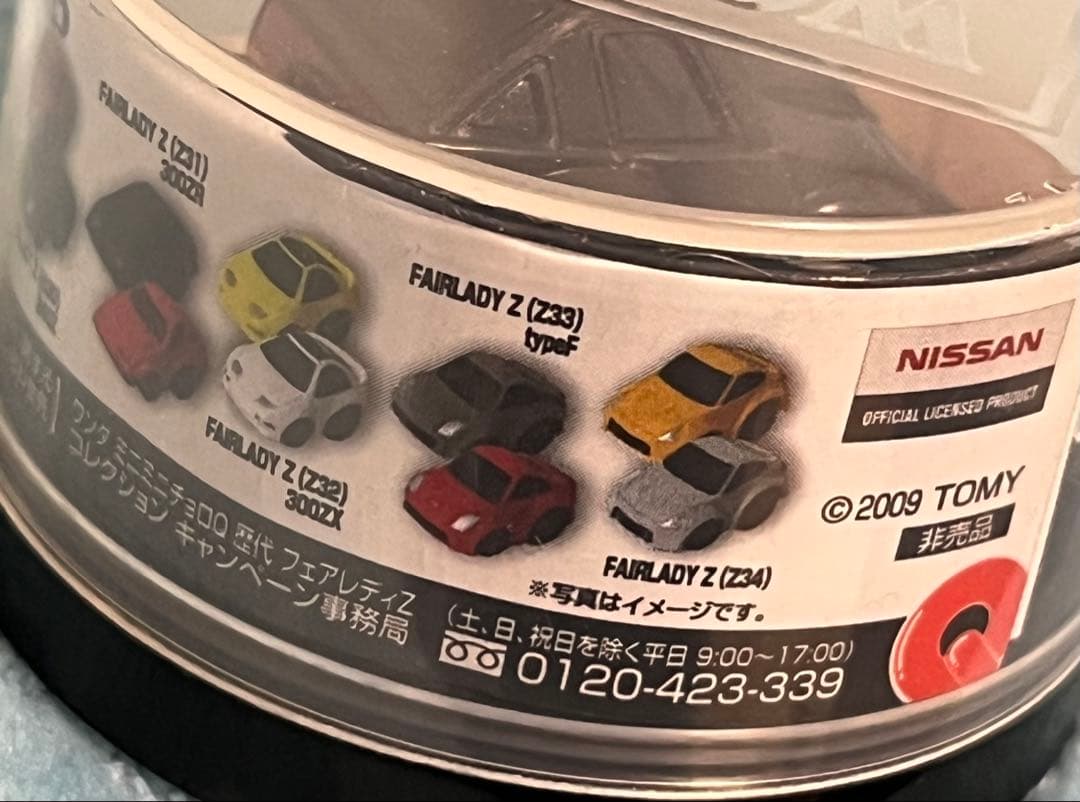 FAIRLADY Z (Z31)
300ZR
FAIRLADY Z (Z32)
300ZX
FAIRLADY Z (Z33)
typeF
FAIRLADY Z (Z34)
※写真はイメージです。
NISSAN
OFFICIAL LICENSED PRODUCT
©2009 TOMY
非売品
ワンダ ミニミニチョロQ 歴代 フェアレディZ
コレクション キャンペーン事務局
(土、日、祝日を除く平日 9:00～17:00)
0120-423-339